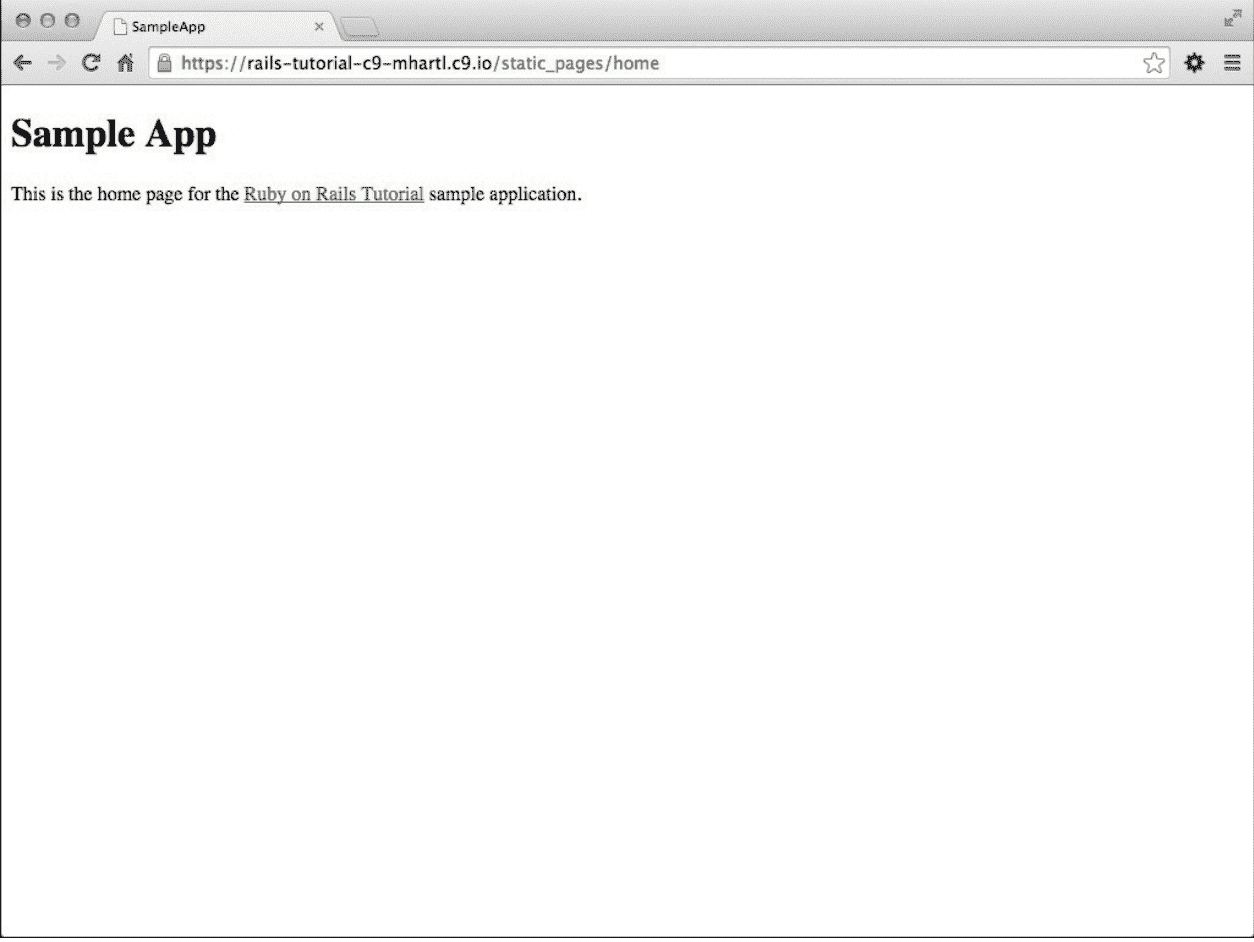 SampleApp
https://rails-tutorial-c9-mhartl.c9.io/static_pages/home
Sample App
This is the home page for the Ruby on Rails Tutorial sample application.